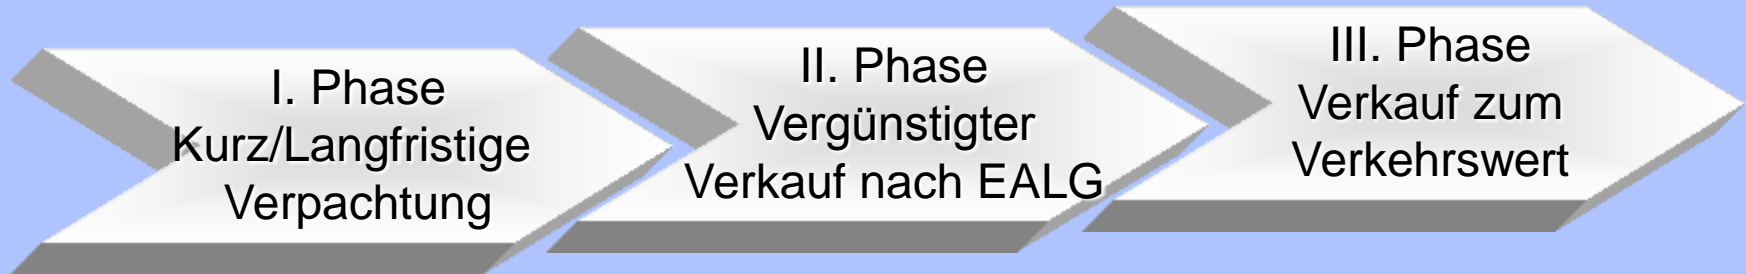 I. Phase
Kurz/Langfristige
Verpachtung
II. Phase
Vergünstigter
Verkauf nach EALG
III. Phase
Verkauf zum
Verkehrswert